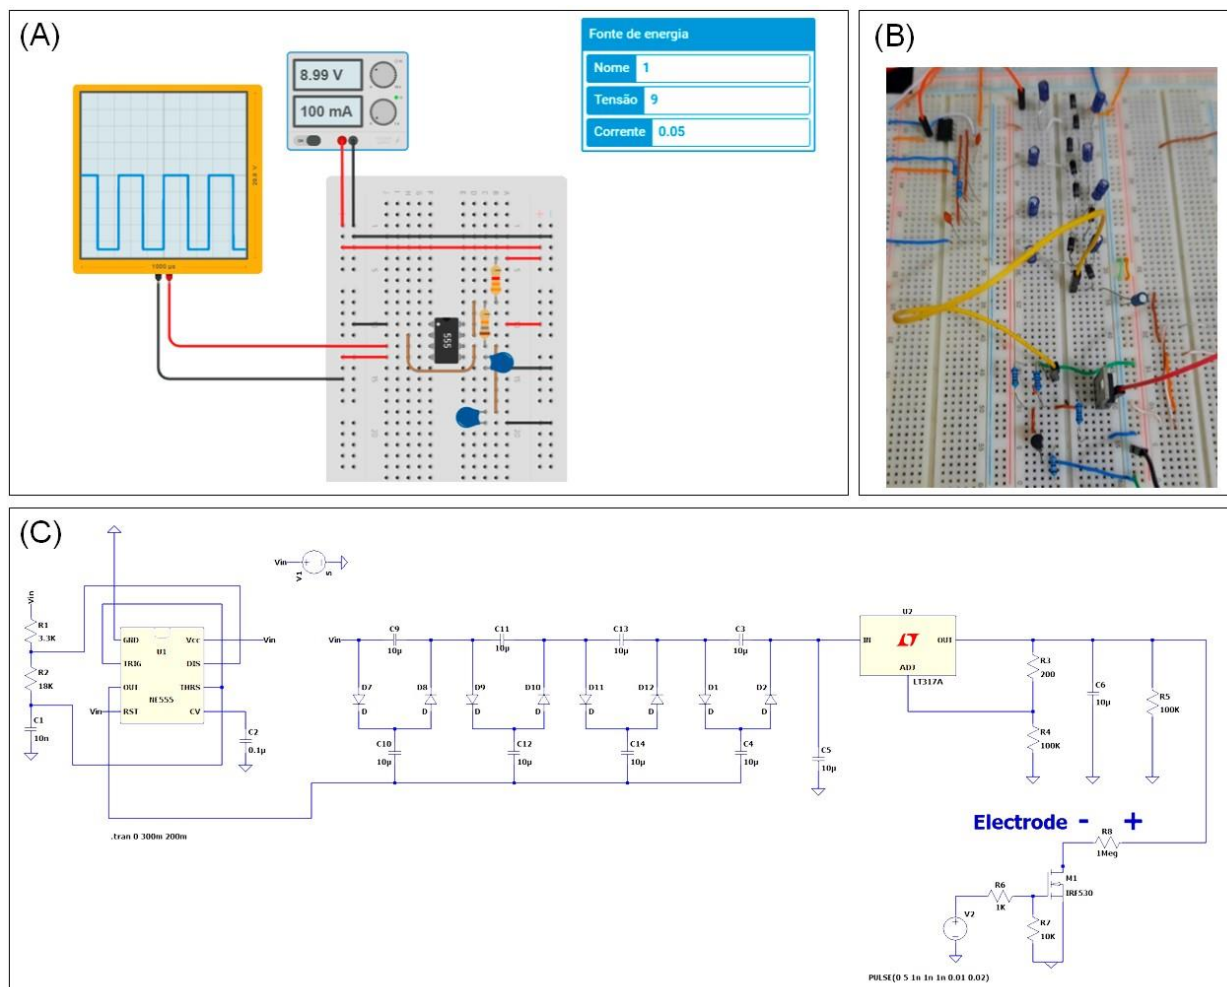 (A)
8.99 V
100 mA
Fonte de energia
Nome 1
Tensão 9
Corrente 0.05
555
(B)
(C)
Vin
R1
3.3K
R2
18K
C1
10n
GND
TRIG
OUT
RST
U1
NE555
Vcc
DIS
THRS
CV
Vin
Vin
C2
0.1µ
.tran 0 300m 200m
Vin
V1
5
Vin
C9
10µ
C11
10µ
C13
10µ
C3
10µ
D7
D
D8
D
D9
D
D10
D
D11
D
D12
D
D1
D
D2
D
C10
10µ
C12
10µ
C14
10µ
C4
10µ
C5
10µ
U2
IN
OUT
ADJ
LT317A
R3
200
R4
100K
C6
10µ
R5
100K
Electrode - +
R8
1Meg
M1
IRF530
R6
1K
R7
10K
V2
PULSE(0 5 1n 1n 1n 0.01 0.02)